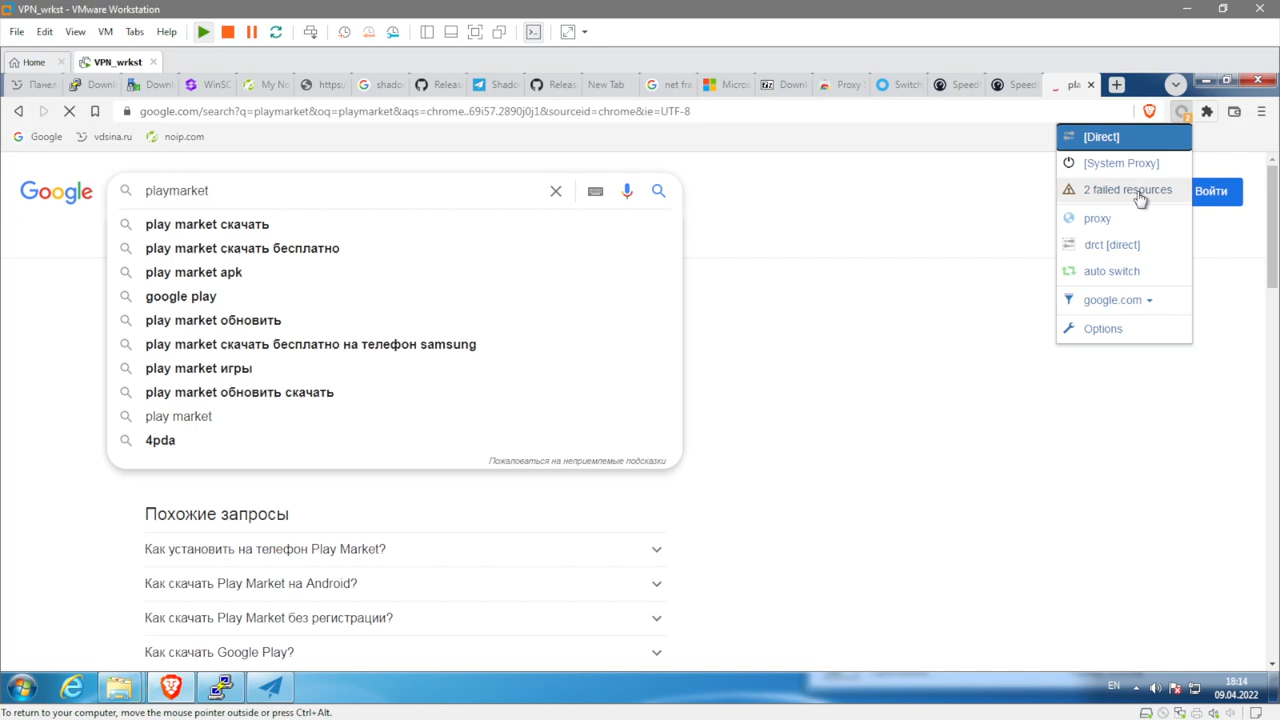 VPN_wrkst - VMware Workstation
File Edit View VM Tabs Help
Home VPN_wrkst
Панел Downl Downl WinSC My No https: shado Releas Shado Releas New Tab net fra Micro Downl Proxy Switch Speed Speed pla
google.com/search?q=playmarket&oq=playmarket&aqs=chrome..69i57.2890j0j1&sourceid=chrome&ie=UTF-8
2
Google vdsina.ru noip.com
[Direct]
[System Proxy]
2 failed resources
proxy
drct [direct]
auto switch
google.com
Options
Google
playmarket
Войти
play market скачать
play market скачать бесплатно
play market apk
google play
play market обновить
play market скачать бесплатно на телефон samsung
play market игры
play market обновить скачать
play market
4pda
Пожаловаться на неприемлемые подсказки
Похожие запросы
Как установить на телефон Play Market?
Как скачать Play Market на Android?
Как скачать Play Market без регистрации?
Как скачать Google Play?
EN
18:14
09.04.2022
To return to your computer, move the mouse pointer outside or press Ctrl+Alt.